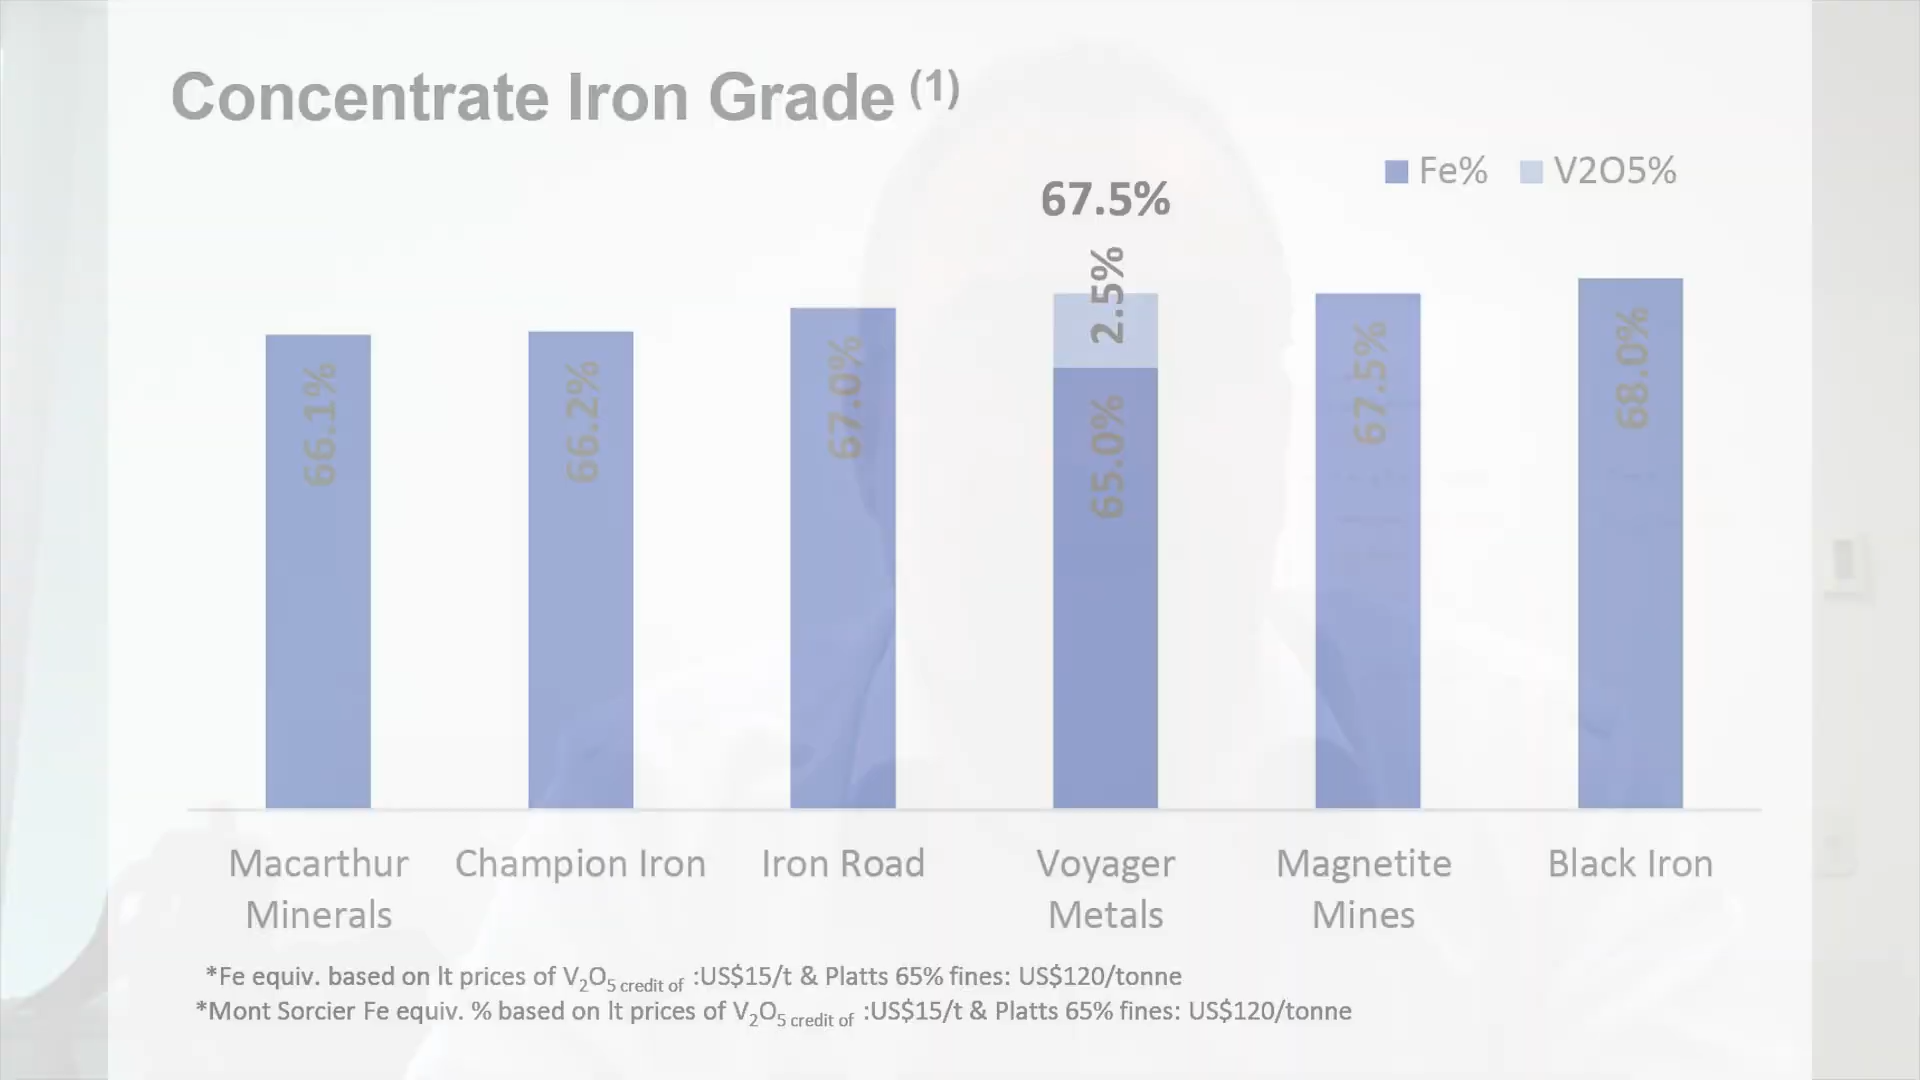 Concentrate Iron Grade (1)
Fe% V2O5%
67.5%
2.5%
66.1%
66.2%
67.0%
65.0%
67.5%
68.0%
Macarthur Minerals
Champion Iron
Iron Road
Voyager Metals
Magnetite Mines
Black Iron
*Fe equiv. based on lt prices of V2O5 credit of :US$15/t & Platts 65% fines: US$120/tonne
*Mont Sorcier Fe equiv. % based on lt prices of V2O5 credit of :US$15/t & Platts 65% fines: US$120/tonne